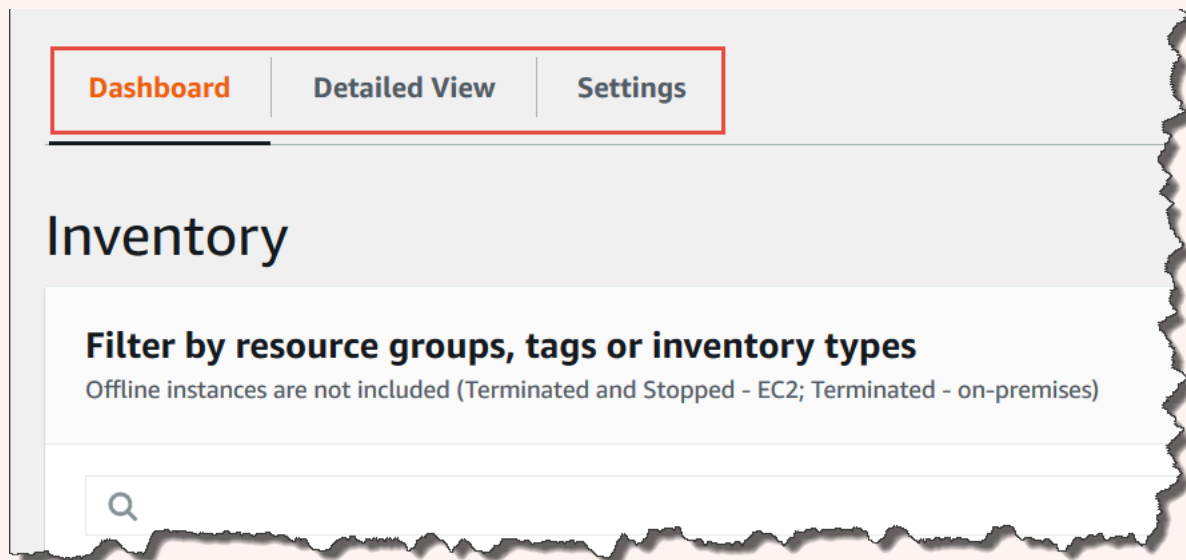 Dashboard Detailed View Settings
Inventory
Filter by resource groups, tags or inventory types
Offline instances are not included (Terminated and Stopped - EC2; Terminated - on-premises)